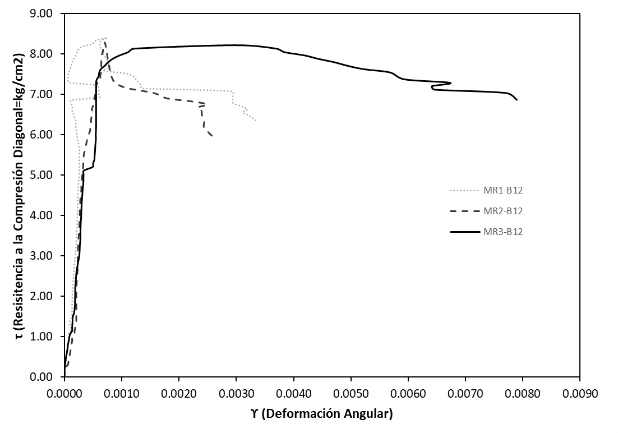 9.00
8.00
7.00
6.00
5.00
4.00
3.00
2.00
1.00
0.00
τ (Resisitencia a la Compresión Diagonal=kg/cm2)
MR1-B12
MR2-B12
MR3-B12
0.0000 0.0010 0.0020 0.0030 0.0040 0.0050 0.0060 0.0070 0.0080 0.0090
ϒ (Deformación Angular)